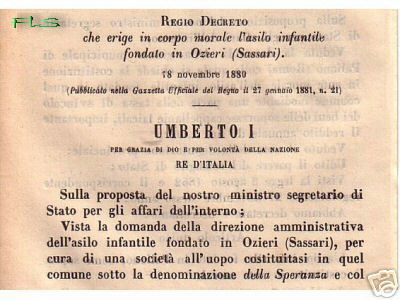 FLS
REGIO DECRETO
che erige in corpo morale l'asilo infantile
fondato in Ozieri (Sassari).
18 novembre 1880
(Pubblicato nella Gazzetta Ufficiale del Regno il 27 gennaio 1881, n. 21)
UMBERTO I
PER GRAZIA DI DIO E PER VOLONTÀ DELLA NAZIONE
RE D'ITALIA
Sulla proposta del nostro ministro segretario di
Stato per gli affari dell'interno;
Vista la domanda della direzione amministrativa
dell'asilo infantile fondato in Ozieri (Sassari), per
cura di una società all'uopo costituitasi in quel
comune sotto la denominazione della Speranza e col